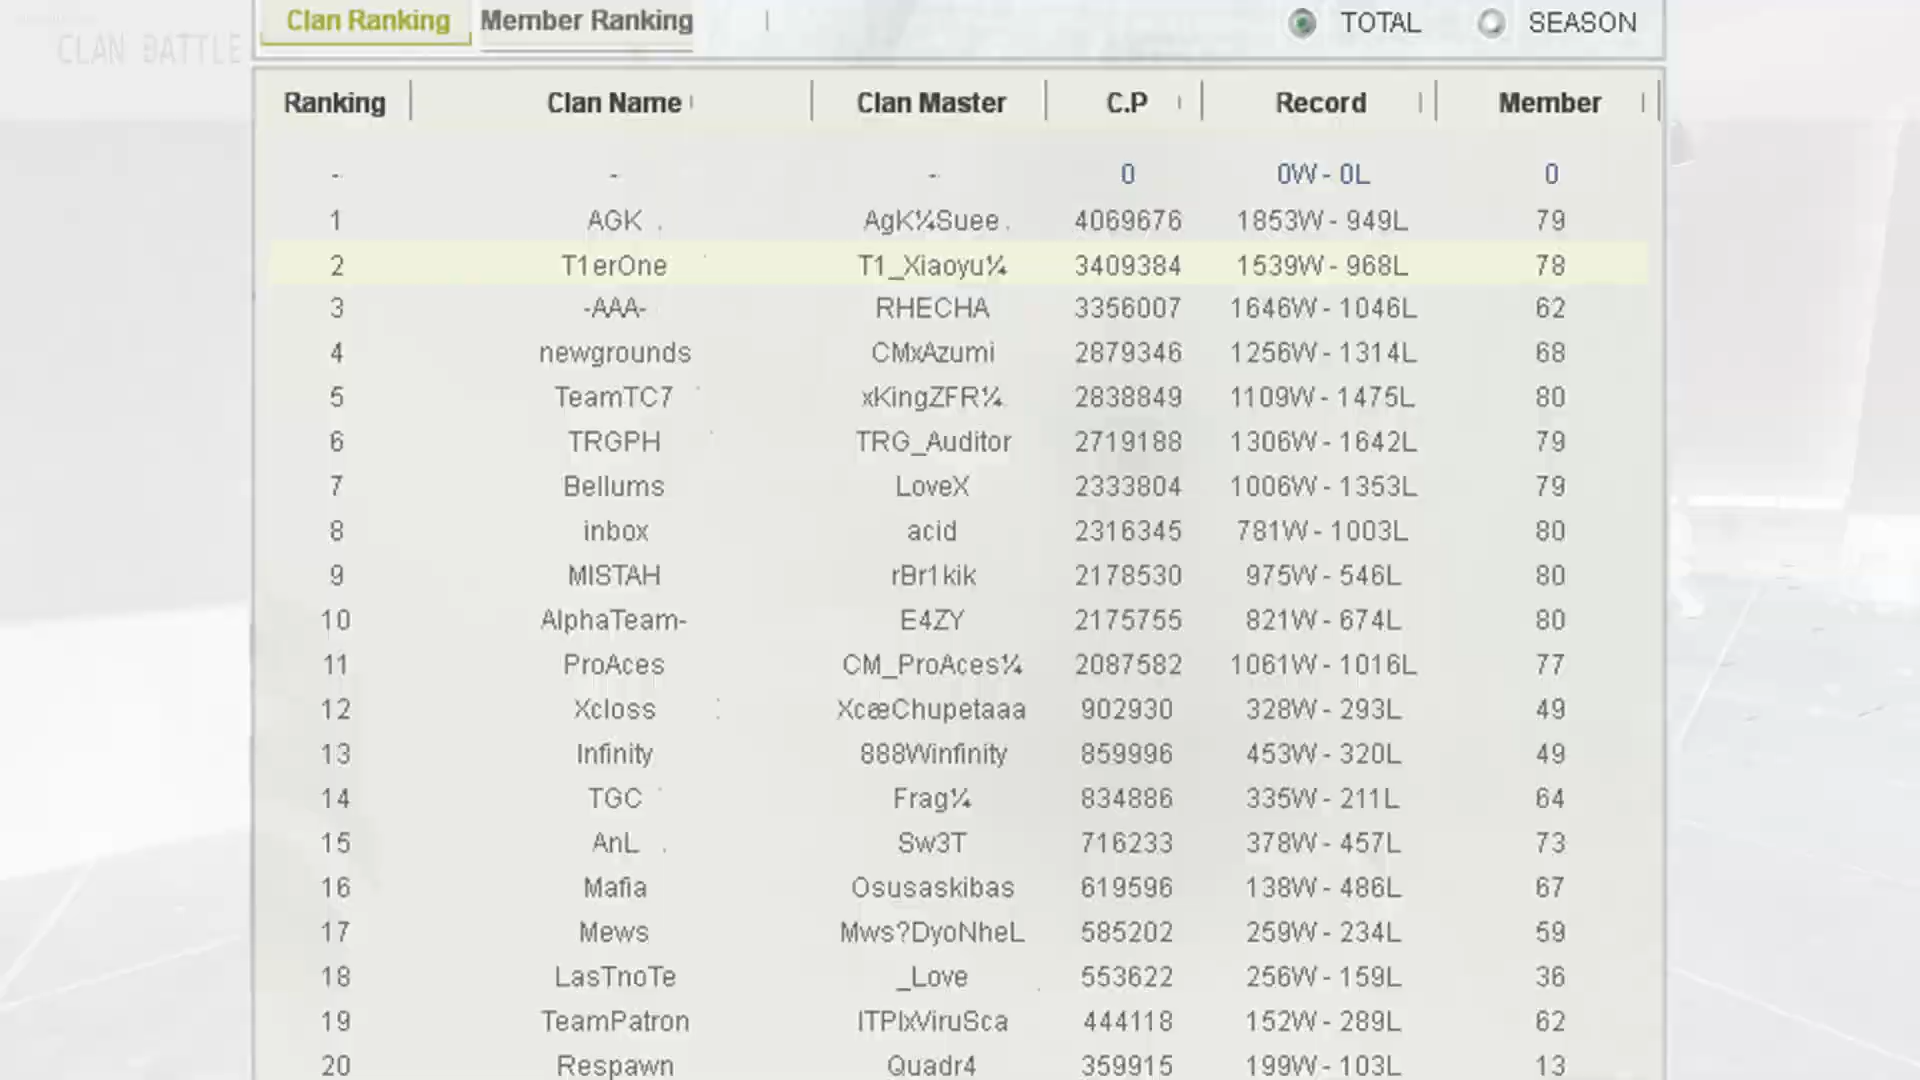 Clan Ranking Member Ranking TOTAL SEASON
CLAN BATTLE
Ranking Clan Name Clan Master C.P Record Member
- - - 0 0W - 0L 0
1 AGK AgK¼Suee 4069676 1853W - 949L 79
2 T1erOne T1_Xiaoyu¼ 3409384 1539W - 968L 78
3 -AAA- RHECHA 3356007 1646W - 1046L 62
4 newgrounds CMxAzumi 2879346 1256W - 1314L 68
5 TeamTC7 xKingZFR¼ 2838849 1109W - 1475L 80
6 TRGPH TRG_Auditor 2719188 1306W - 1642L 79
7 Bellums LoveX 2333804 1006W - 1353L 79
8 inbox acid 2316345 781W - 1003L 80
9 MISTAH rBr1kik 2178530 975W - 546L 80
10 AlphaTeam- E4ZY 2175755 821W - 674L 80
11 ProAces CM_ProAces¼ 2087582 1061W - 1016L 77
12 Xcloss XcæChupetaaa 902930 328W - 293L 49
13 Infinity 888Winfinity 859996 453W - 320L 49
14 TGC Frag¼ 834886 335W - 211L 64
15 AnL Sw3T 716233 378W - 457L 73
16 Mafia Osusaskibas 619596 138W - 486L 67
17 Mews Mws?DyoNheL 585202 259W - 234L 59
18 LasTnoTe _Love 553622 256W - 159L 36
19 TeamPatron ITPIxViruSca 444118 152W - 289L 62
20 Respawn Quadr4 359915 199W - 103L 13